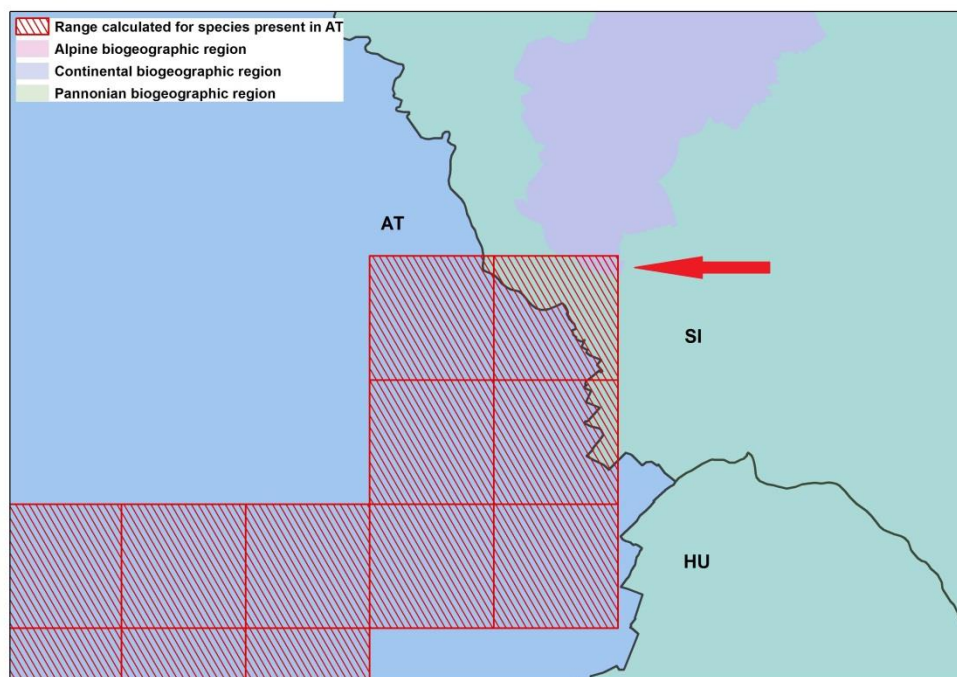 Range calculated for species present in AT
Alpine biogeographic region
Continental biogeographic region
Pannonian biogeographic region
AT
SI
HU